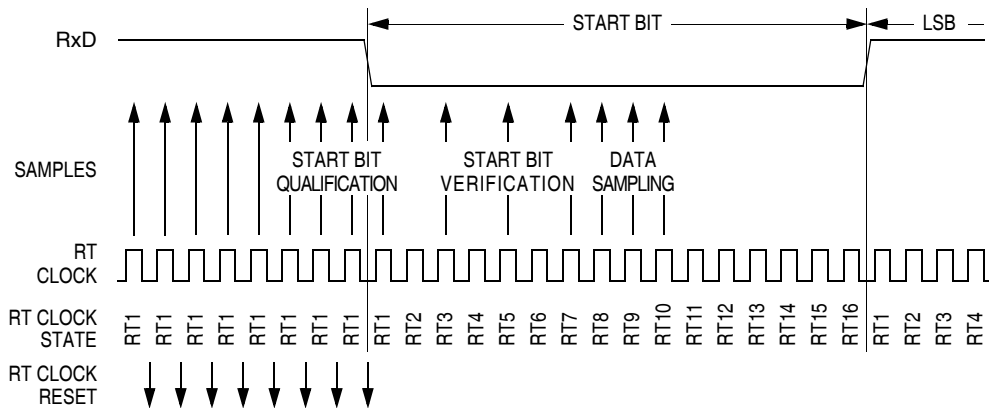 START BIT
LSB
RxD
SAMPLES
START BIT
QUALIFICATION
START BIT
VERIFICATION
DATA
SAMPLING
RT
CLOCK
RT CLOCK
STATE
RT1 RT1 RT1 RT1 RT1 RT1 RT1 RT1 RT1 RT2 RT3 RT4 RT5 RT6 RT7 RT8 RT9 RT10 RT11 RT12 RT13 RT14 RT15 RT16 RT1 RT2 RT3 RT4
RT CLOCK
RESET